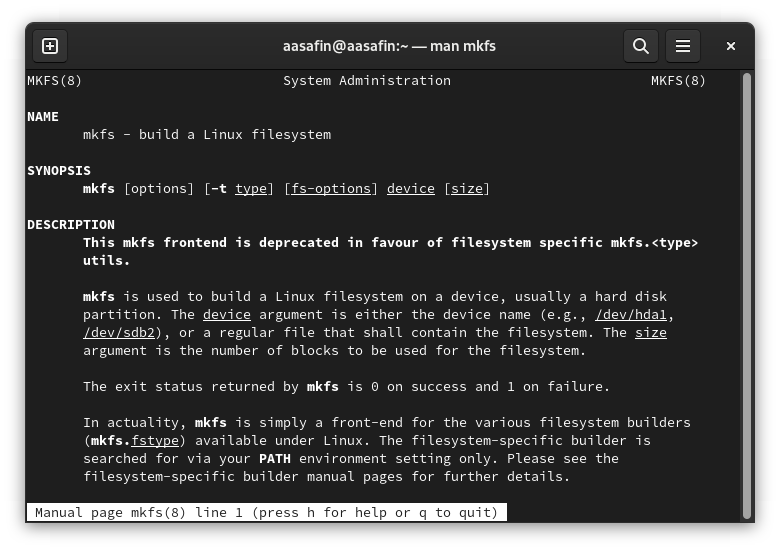 aasafin@aasafin:~ — man mkfs
MKFS(8) System Administration MKFS(8)
NAME
mkfs - build a Linux filesystem
SYNOPSIS
mkfs [options] [-t type] [fs-options] device [size]
DESCRIPTION
This mkfs frontend is deprecated in favour of filesystem specific mkfs.<type>
utils.
mkfs is used to build a Linux filesystem on a device, usually a hard disk
partition. The device argument is either the device name (e.g., /dev/hda1,
/dev/sdb2), or a regular file that shall contain the filesystem. The size
argument is the number of blocks to be used for the filesystem.
The exit status returned by mkfs is 0 on success and 1 on failure.
In actuality, mkfs is simply a front-end for the various filesystem builders
(mkfs.fstype) available under Linux. The filesystem-specific builder is
searched for via your PATH environment setting only. Please see the
filesystem-specific builder manual pages for further details.
Manual page mkfs(8) line 1 (press h for help or q to quit)